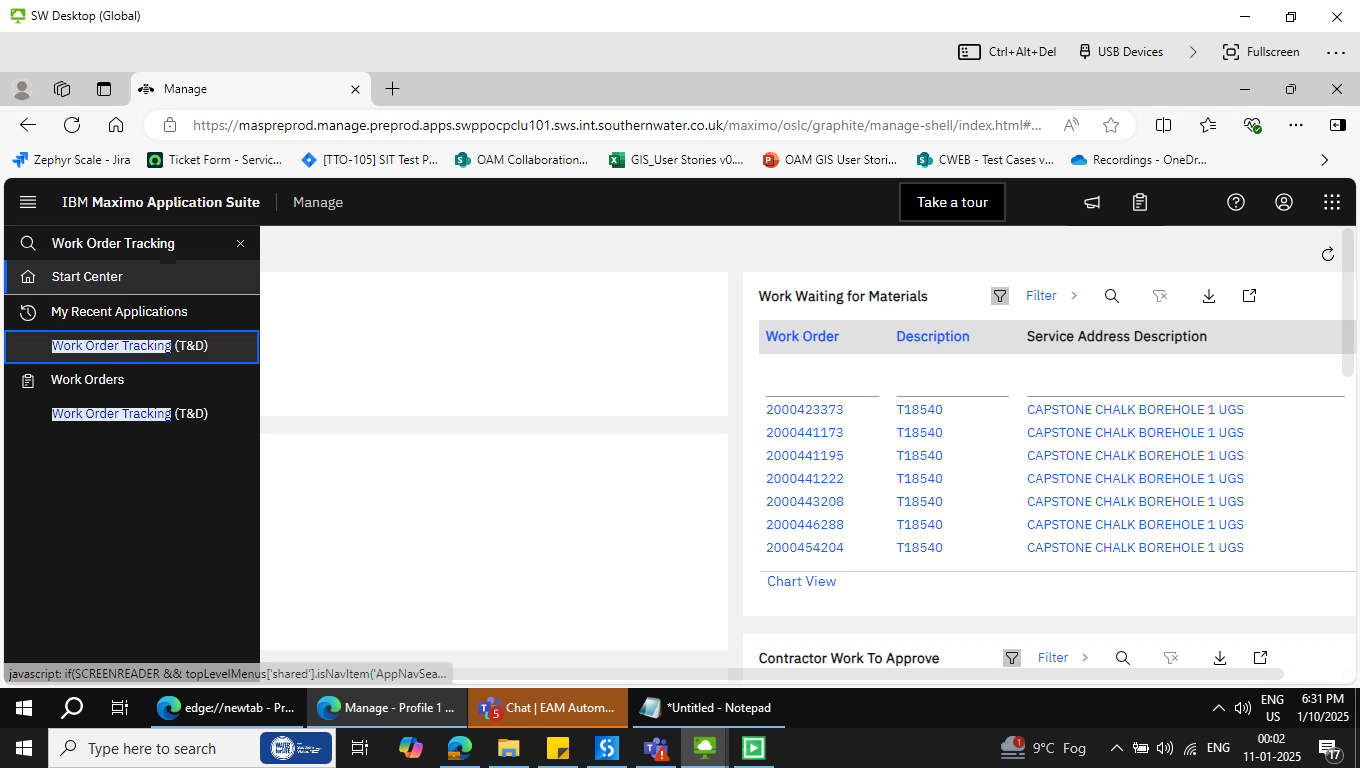 SW Desktop (Global)
Ctrl+Alt+Del
USB Devices
Fullscreen
Manage
https://maspreprod.manage.preprod.apps.swppocpclu101.sws.int.southernwater.co.uk/maximo/oslc/graphite/manage-shell/index.html#...
Zephyr Scale - Jira
Ticket Form - Servic...
[TTO-105] SIT Test P...
OAM Collaboration...
GIS_User Stories v0....
OAM GIS User Stori...
CWEB - Test Cases v...
Recordings - OneDr...
IBM Maximo Application Suite
Manage
Take a tour
Work Order Tracking
Start Center
My Recent Applications
Work Order Tracking (T&D)
Work Orders
Work Order Tracking (T&D)
Work Waiting for Materials
Filter
Work Order Description Service Address Description
2000423373 T18540 CAPSTONE CHALK BOREHOLE 1 UGS
2000441173 T18540 CAPSTONE CHALK BOREHOLE 1 UGS
2000441195 T18540 CAPSTONE CHALK BOREHOLE 1 UGS
2000441222 T18540 CAPSTONE CHALK BOREHOLE 1 UGS
2000443208 T18540 CAPSTONE CHALK BOREHOLE 1 UGS
2000446288 T18540 CAPSTONE CHALK BOREHOLE 1 UGS
2000454204 T18540 CAPSTONE CHALK BOREHOLE 1 UGS
Chart View
Contractor Work To Approve
Filter
javascript: if(SCREENREADER && topLevelMenus['shared'].isNavItem('AppNavSea...
edge://newtab - Pr...
Manage - Profile 1 ...
5
Chat | EAM Autom...
*Untitled - Notepad
ENG
US
6:31 PM
1/10/2025
Type here to search
1
9°C Fog
ENG
00:02
11-01-2025
17